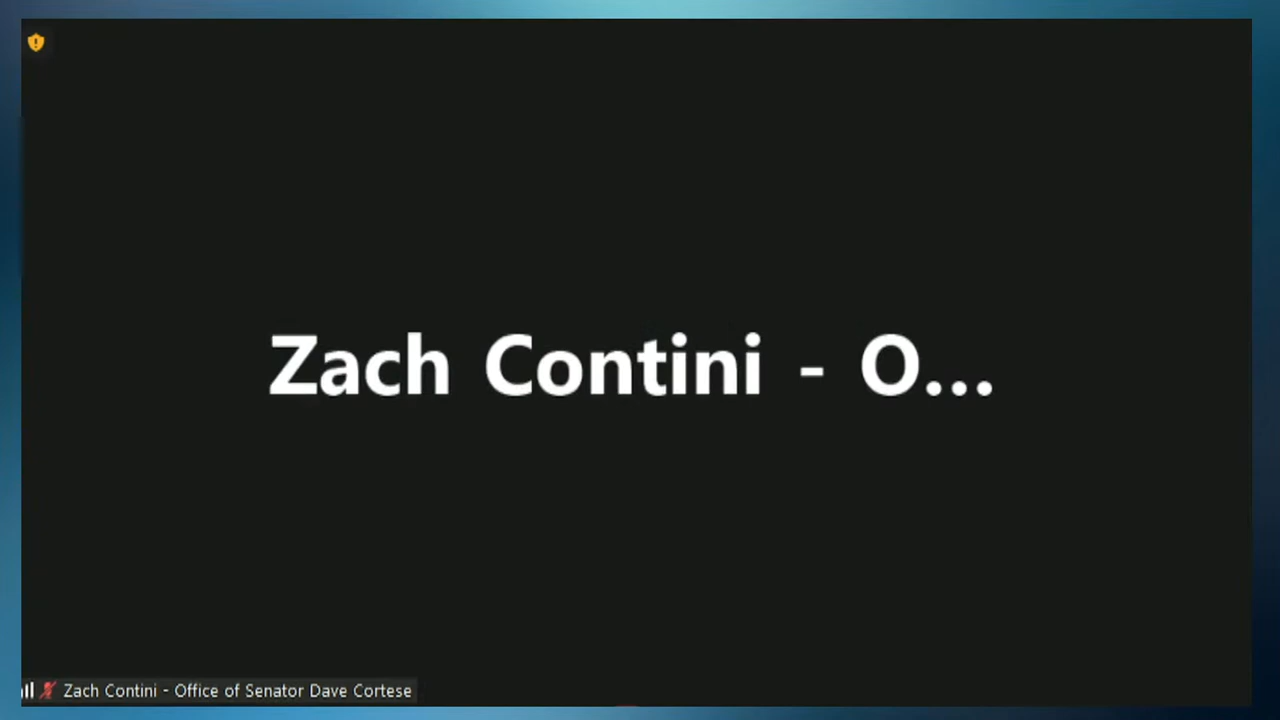 Zach Contini - O...
Zach Contini - Office of Senator Dave Cortese